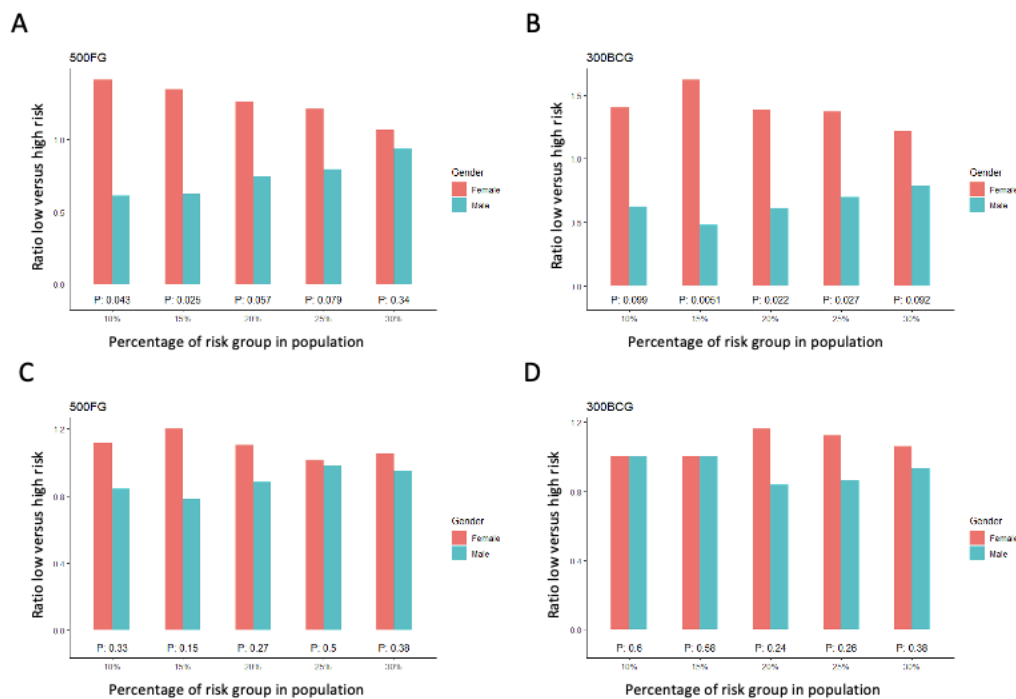 A
500FG
Ratio low versus high risk
1.0
0.5
0.0
P: 0.043 P: 0.025 P: 0.057 P: 0.079 P: 0.34
10% 15% 20% 25% 30%
Percentage of risk group in population
Gender
Female
Male
B
300BCG
Ratio low versus high risk
1.5
1.0
0.5
0.0
P: 0.099 P: 0.0051 P: 0.022 P: 0.027 P: 0.092
10% 15% 20% 25% 30%
Percentage of risk group in population
Gender
Female
Male
C
500FG
Ratio low versus high risk
1.2
0.8
0.4
0.0
P: 0.33 P: 0.15 P: 0.27 P: 0.5 P: 0.38
10% 15% 20% 25% 30%
Percentage of risk group in population
Gender
Female
Male
D
300BCG
Ratio low versus high risk
1.2
0.8
0.4
0.0
P: 0.6 P: 0.58 P: 0.24 P: 0.26 P: 0.38
10% 15% 20% 25% 30%
Percentage of risk group in population
Gender
Female
Male